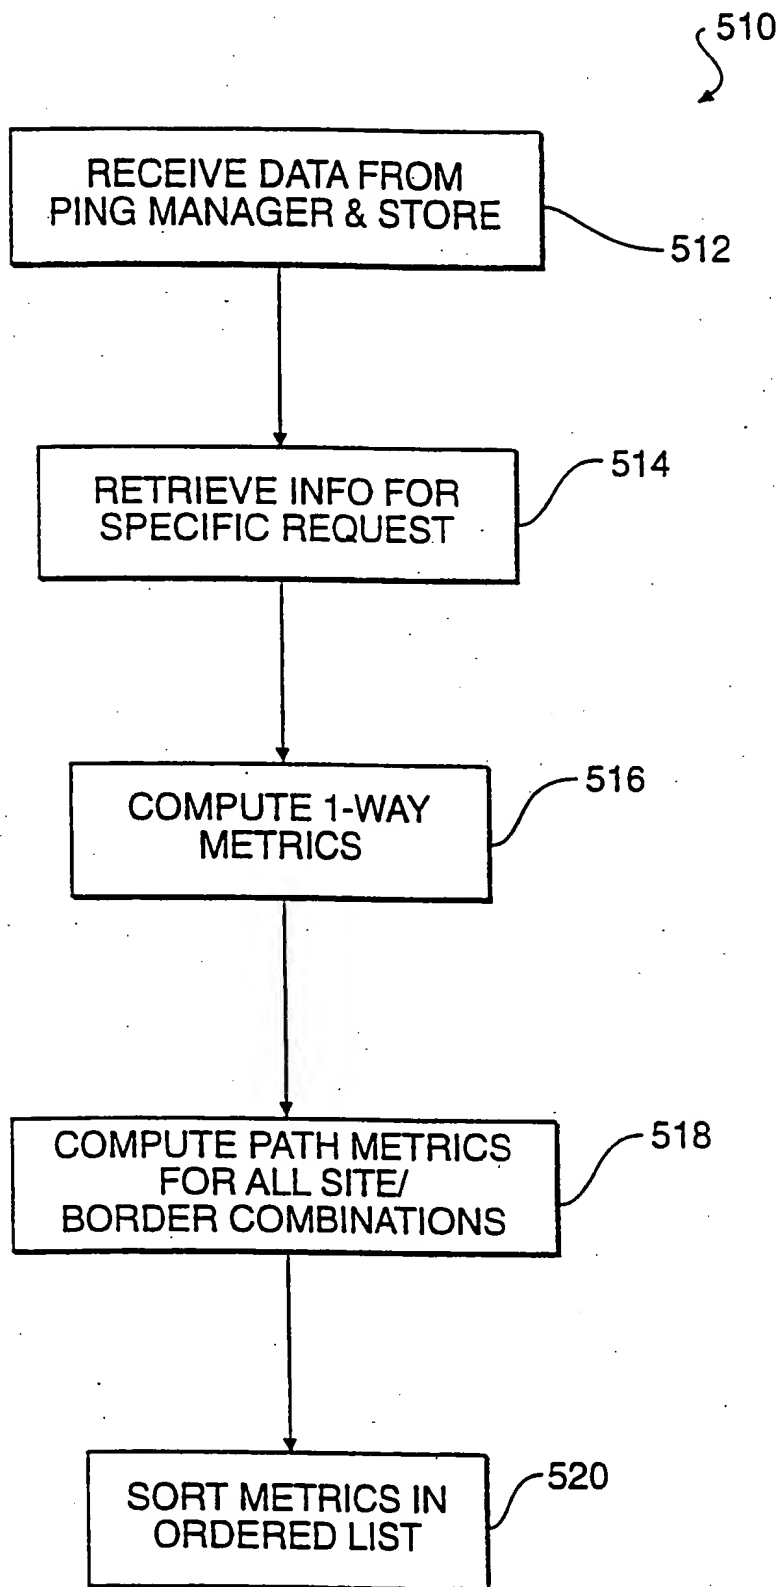 510
RECEIVE DATA FROM
PING MANAGER & STORE
512
RETRIEVE INFO FOR
SPECIFIC REQUEST
514
COMPUTE 1-WAY
METRICS
516
COMPUTE PATH METRICS
FOR ALL SITE/
BORDER COMBINATIONS
518
SORT METRICS IN
ORDERED LIST
520